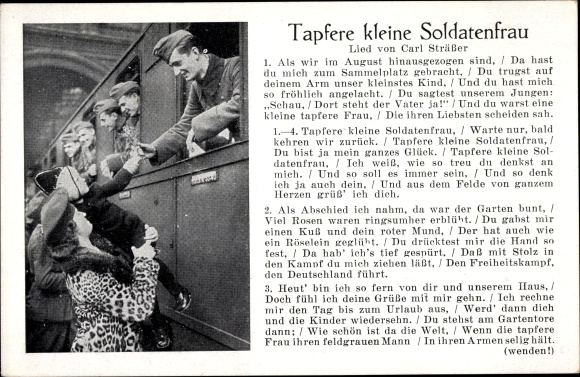 Tapfere kleine Soldatenfrau
Lied von Carl Sträßer
1. Als wir im August hinausgezogen sind, / Da hast
du mich zum Sammelplatz gebracht, / Du trugst auf
deinem Arm unser kleinstes Kind, / Und du hast mich
so fröhlich angelacht. / Du sagtest unserem Jungen:
„Schau, / Dort steht der Vater ja!“ / Und du warst eine
kleine tapfere Frau, / Die ihren Liebsten scheiden sah.
1.—4. Tapfere kleine Soldatenfrau, / Warte nur, bald
kehren wir zurück. / Tapfere kleine Soldatenfrau, /
Du bist ja mein ganzes Glück. / Tapfere kleine Sol-
datenfrau, / Ich weiß, wie so treu du denkst an
mich. / Und so soll es immer sein, / Und so denk
ich ja auch dein, / Und aus dem Felde von ganzem
Herzen grüß' ich dich.
2. Als Abschied ich nahm, da war der Garten bunt, /
Viel Rosen waren ringsumher erblüht. / Du gabst mir
einen Kuß und dein roter Mund, / Der hat auch wie
ein Röselein geglüht. / Du drücktest mir die Hand so
fest, / Da hab' ich's tief gespürt, / Daß mit Stolz in
den Kampf du mich ziehen läßt, / Den Freiheitskampf,
den Deutschland führt.
3. Heut' bin ich so fern von dir und unserem Haus, /
Doch fühl ich deine Grüße mit mir gehn. / Ich rechne
mir den Tag bis zum Urlaub aus, / Werd' dann dich
und die Kinder wiedersehn. / Du stehst am Gartentore
dann; / Wie schön ist da die Welt, / Wenn die tapfere
Frau ihren feldgrauen Mann / In ihren Armen selig hält.
(wenden!)